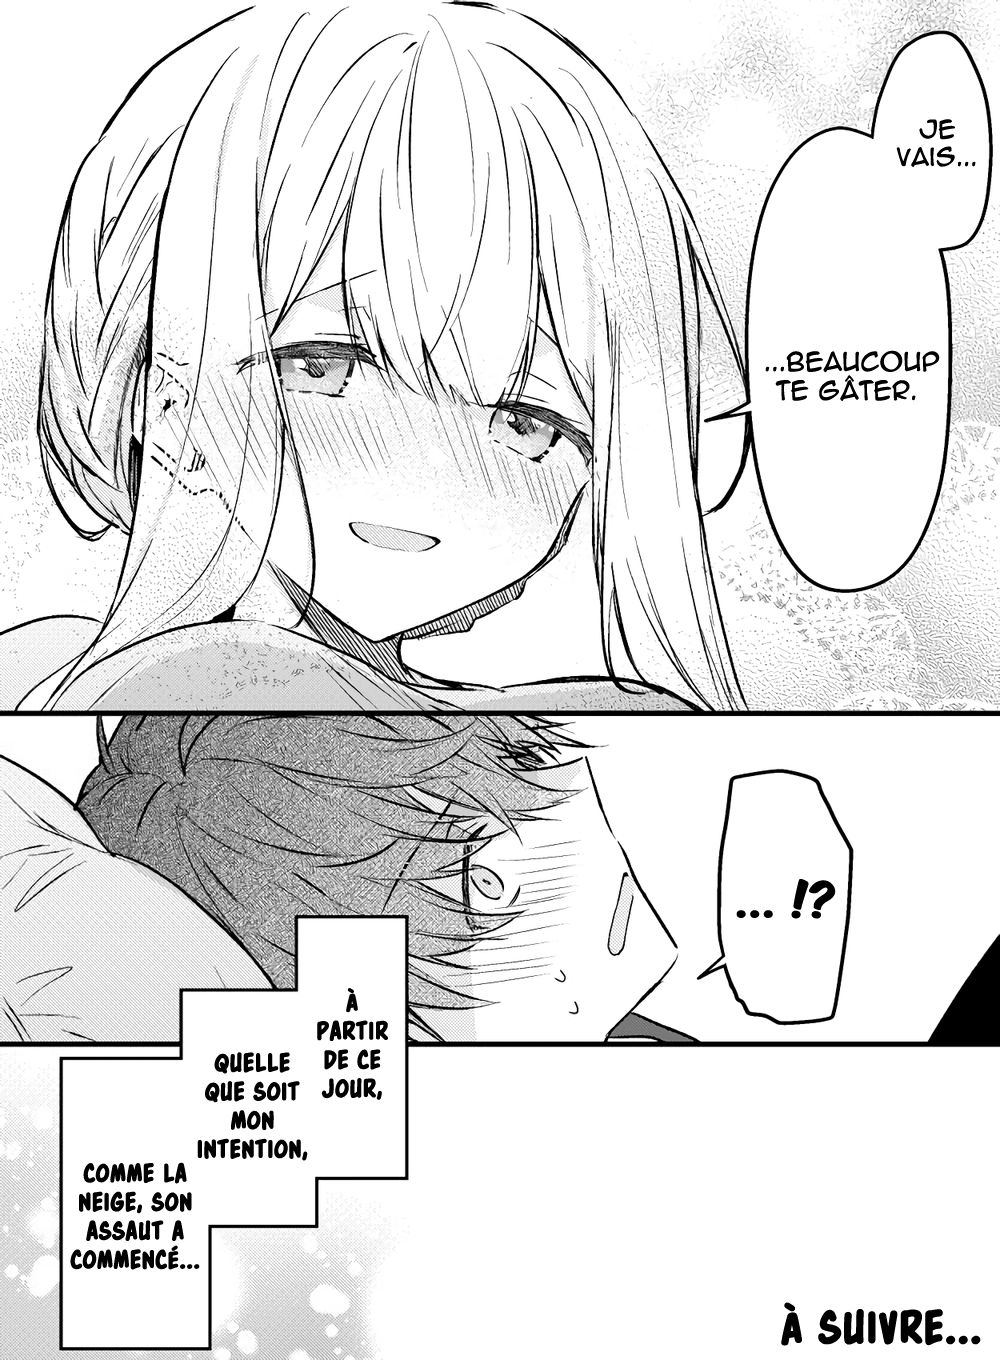 JE
VAIS...
...BEAUCOUP
TE GÂTER.
... !?
À
PARTIR
DE CE
JOUR,
QUELLE
QUE SOIT
MON
INTENTION,
COMME LA
NEIGE, SON
ASSAUT A
COMMENCÉ...
À SUIVRE...